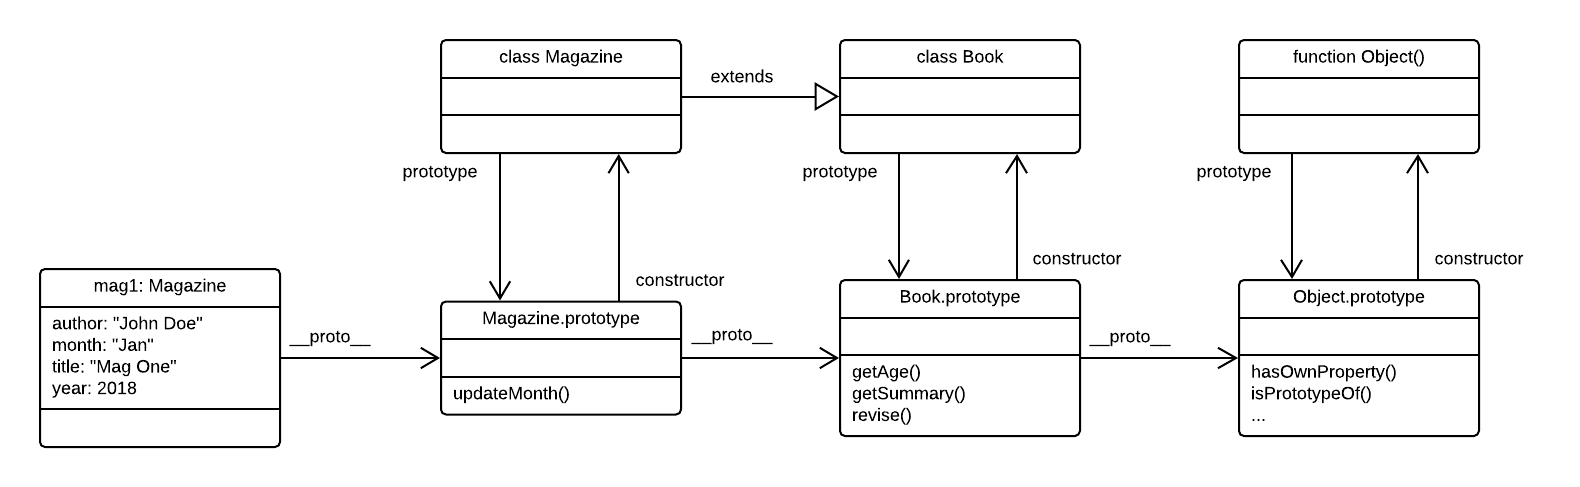 class Magazine
extends
class Book
function Object()
prototype
prototype
prototype
constructor
constructor
constructor
mag1: Magazine
author: "John Doe"
month: "Jan"
title: "Mag One"
year: 2018
__proto__
Magazine.prototype
updateMonth()
__proto__
Book.prototype
getAge()
getSummary()
revise()
__proto__
Object.prototype
hasOwnProperty()
isPrototypeOf()
...